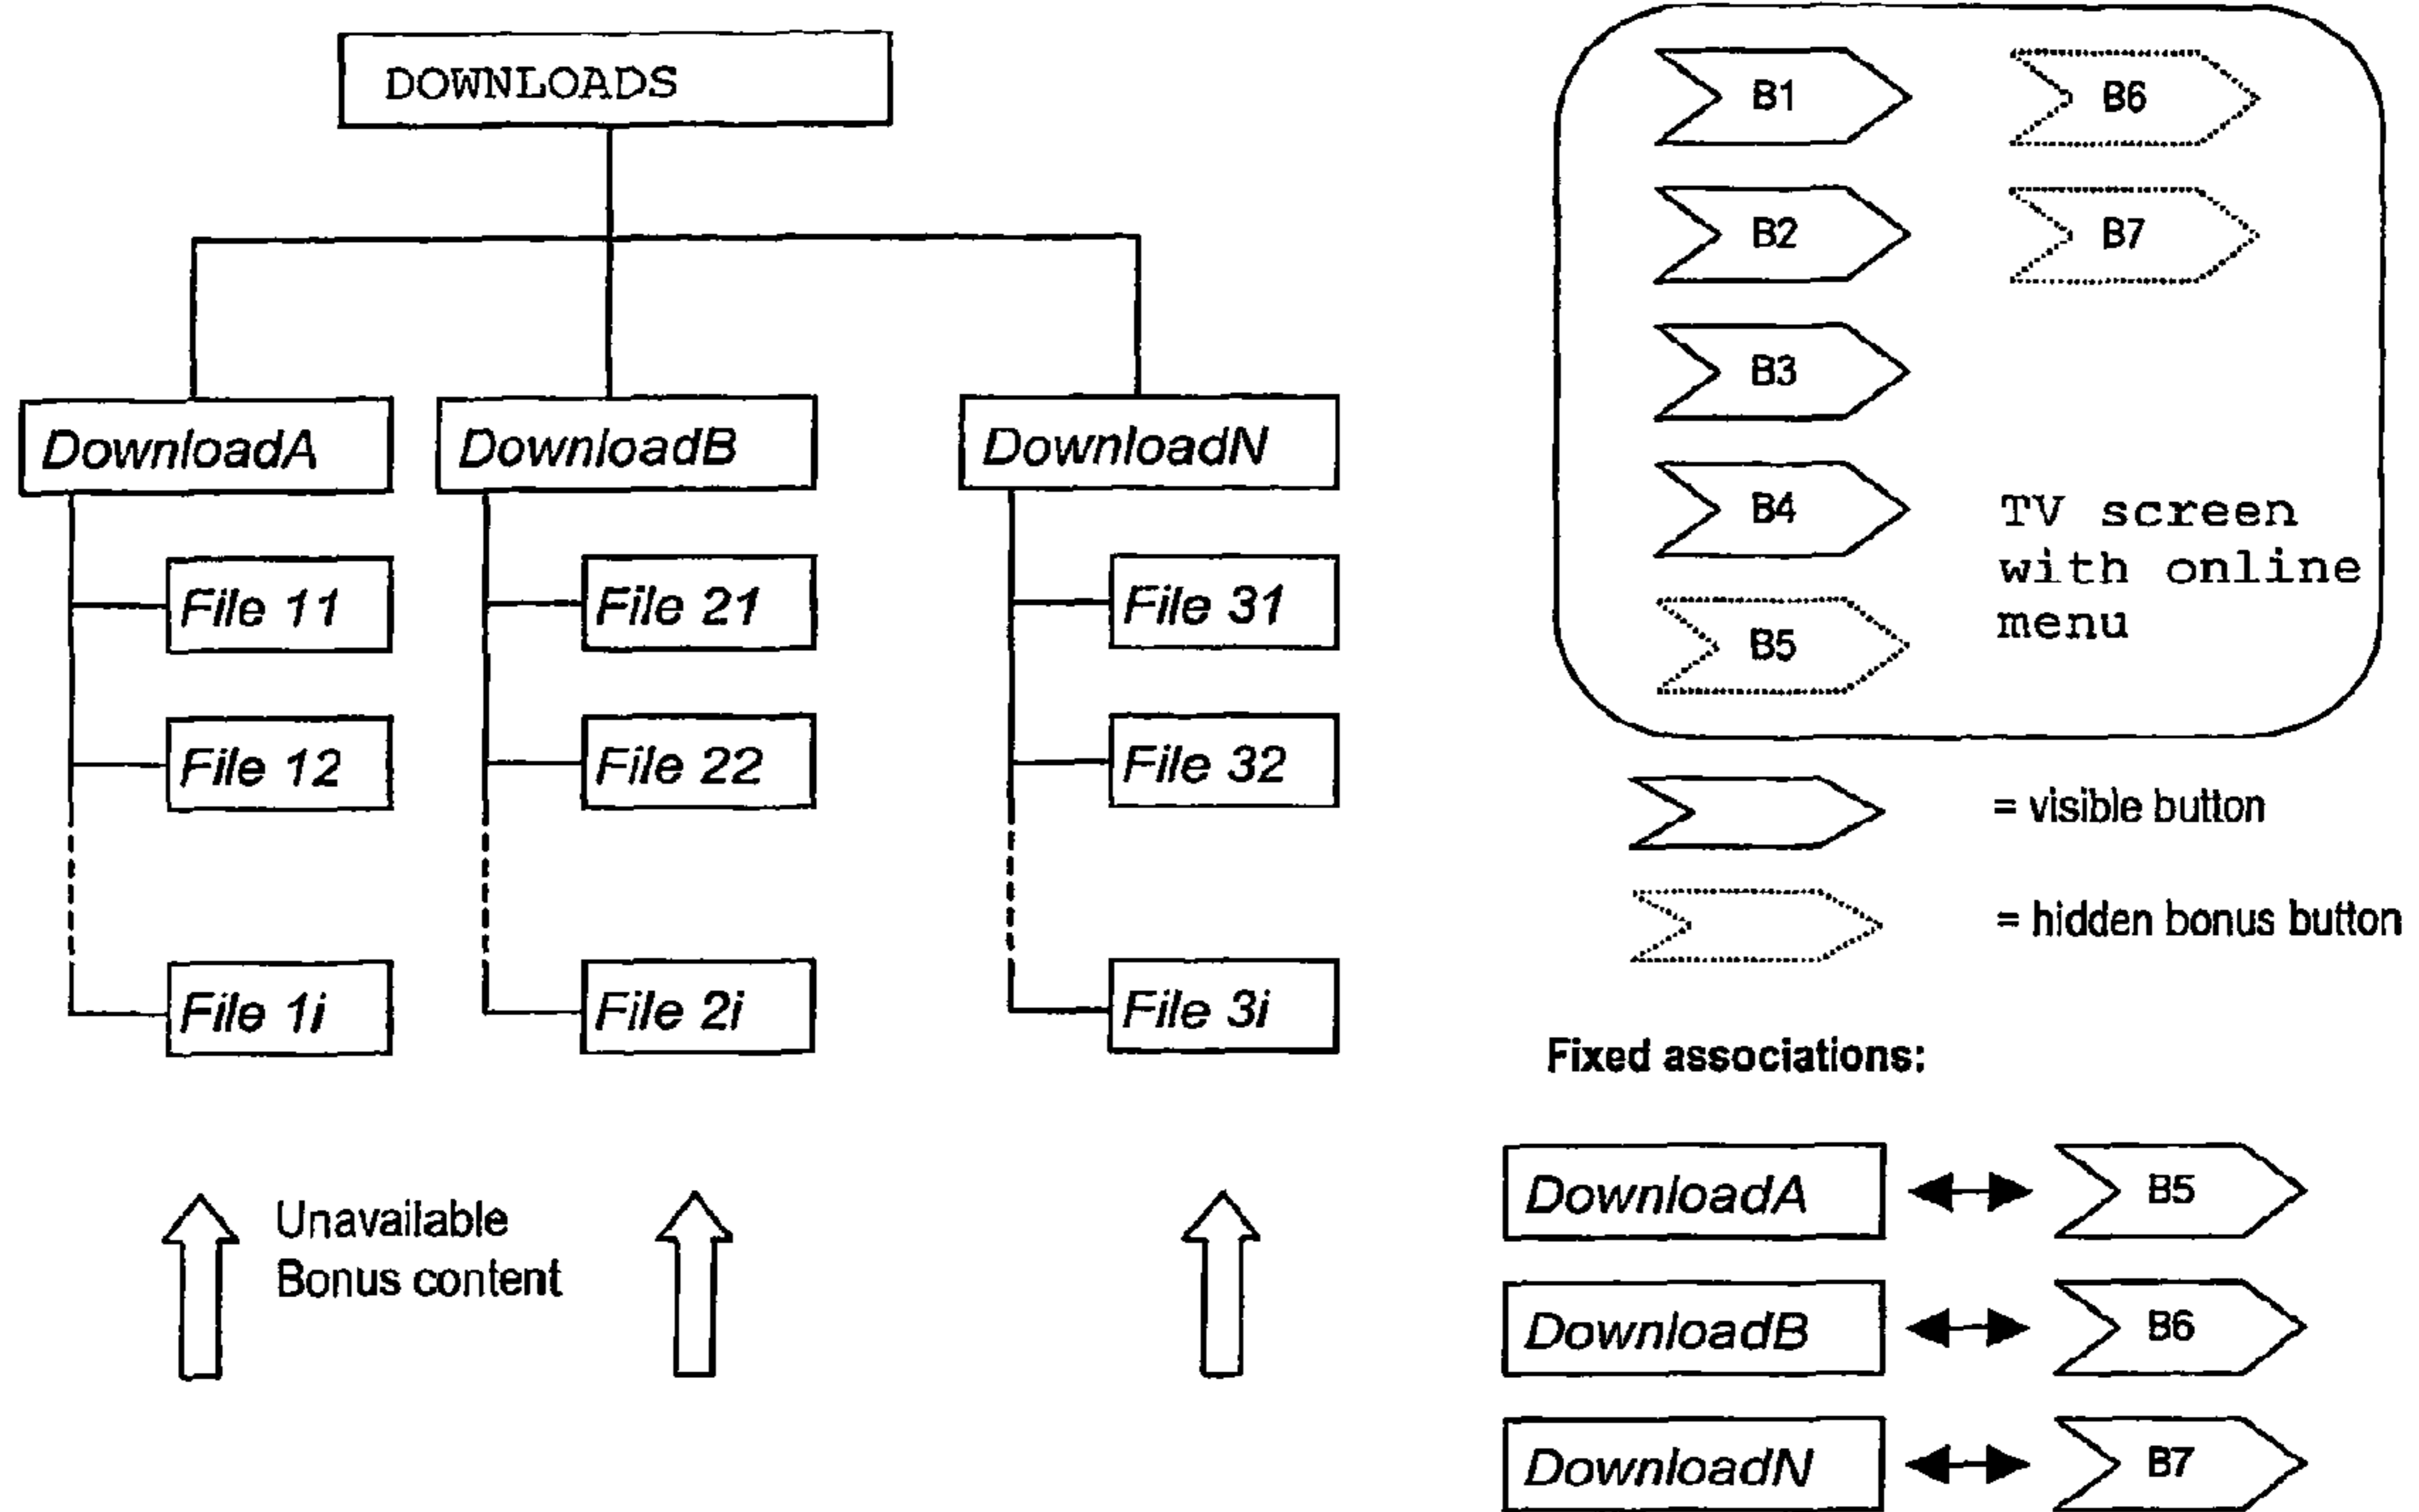 DOWNLOADS
DownloadA
DownloadB
DownloadN
File 11
File 21
File 31
File 12
File 22
File 32
File 1i
File 2i
File 3i
Unavailable
Bonus content
B1
B6
B2
B7
B3
B4
B5
TV screen
with online
menu
= visible button
= hidden bonus button
Fixed associations:
DownloadA
B5
DownloadB
B6
DownloadN
B7